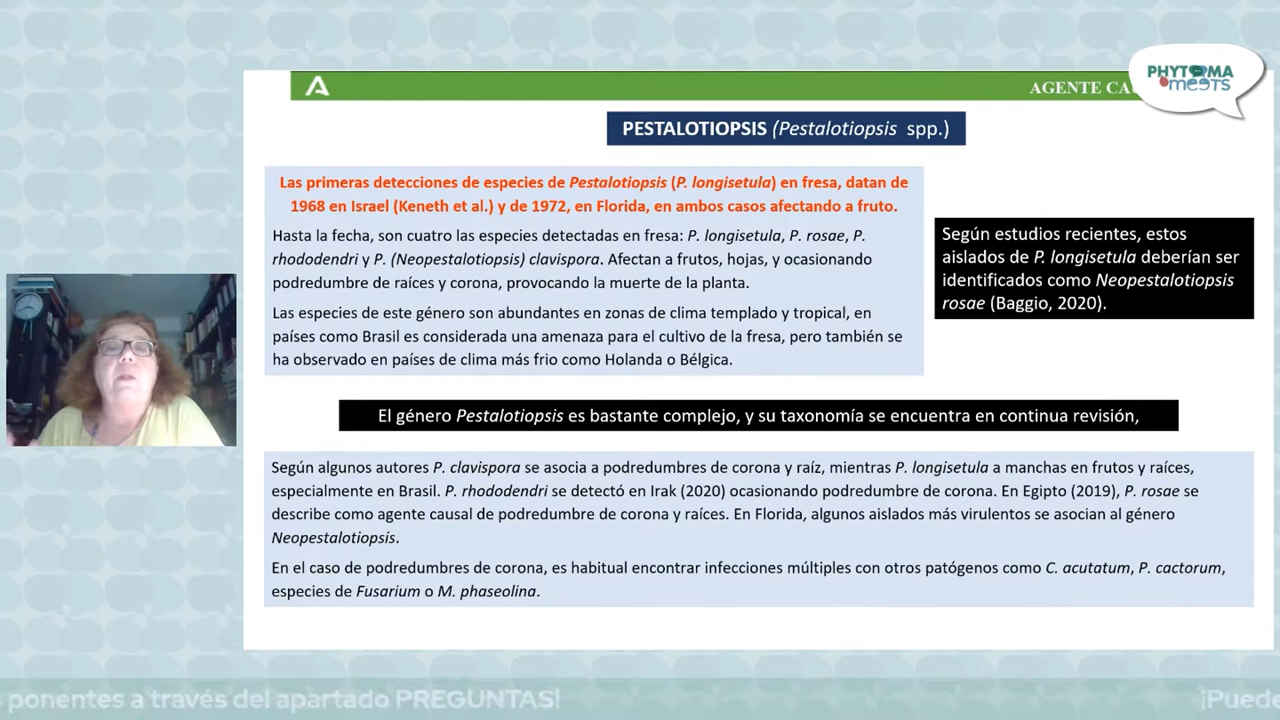 PHYTOMA
meets
AGENTE CA
PESTALOTIOPSIS (Pestalotiopsis spp.)
Las primeras detecciones de especies de Pestalotiopsis (P. longisetula) en fresa, datan de
1968 en Israel (Keneth et al.) y de 1972, en Florida, en ambos casos afectando a fruto.
Hasta la fecha, son cuatro las especies detectadas en fresa: P. longisetula, P. rosae, P.
rhododendri y P. (Neopestalotiopsis) clavispora. Afectan a frutos, hojas, y ocasionando
podredumbre de raíces y corona, provocando la muerte de la planta.
Las especies de este género son abundantes en zonas de clima templado y tropical, en
países como Brasil es considerada una amenaza para el cultivo de la fresa, pero también se
ha observado en países de clima más frio como Holanda o Bélgica.
Según estudios recientes, estos
aislados de P. longisetula deberían ser
identificados como Neopestalotiopsis
rosae (Baggio, 2020).
El género Pestalotiopsis es bastante complejo, y su taxonomía se encuentra en continua revisión,
Según algunos autores P. clavispora se asocia a podredumbres de corona y raíz, mientras P. longisetula a manchas en frutos y raíces,
especialmente en Brasil. P. rhododendri se detectó en Irak (2020) ocasionando podredumbre de corona. En Egipto (2019), P. rosae se
describe como agente causal de podredumbre de corona y raíces. En Florida, algunos aislados más virulentos se asocian al género
Neopestalotiopsis.
En el caso de podredumbres de corona, es habitual encontrar infecciones múltiples con otros patógenos como C. acutatum, P. cactorum,
especies de Fusarium o M. phaseolina.
s ponentes a través del apartado PREGUNTAS! ¡Puede